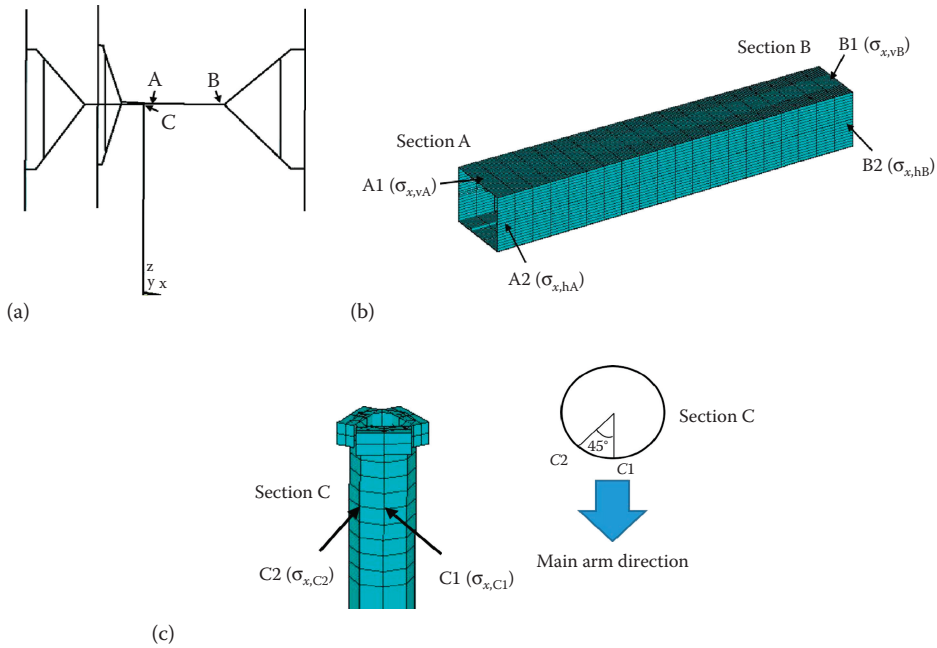 A
B
C
z
y x
(a)
Section B
B1 (σx,vB)
Section A
A1 (σx,vA)
B2 (σx,hB)
A2 (σx,hA)
(b)
Section C
C2 (σx,C2)
C1 (σx,C1)
45°
C2
C1
Section C
Main arm direction
(c)